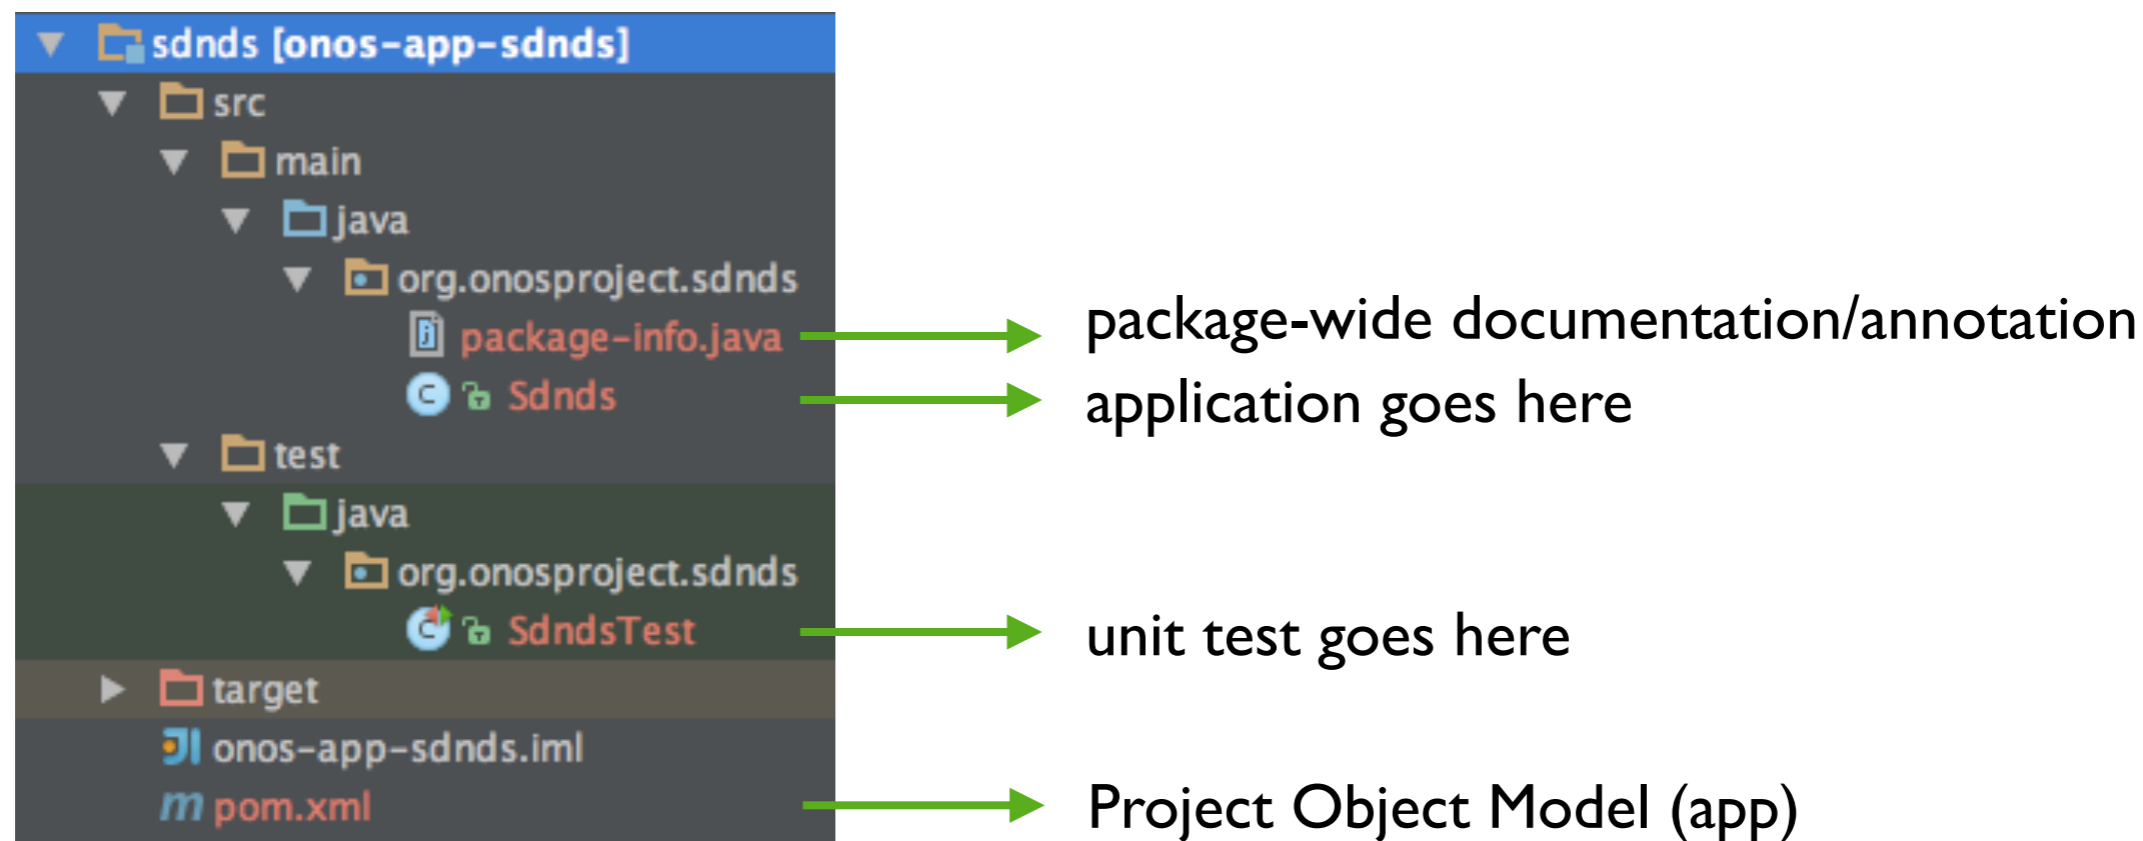 sdnds [onos-app-sdnds]
src
main
java
org.onosproject.sdnds
package-info.java
package-wide documentation/annotation
Sdnds
application goes here
test
java
org.onosproject.sdnds
SdndsTest
unit test goes here
target
onos-app-sdnds.iml
pom.xml
Project Object Model (app)